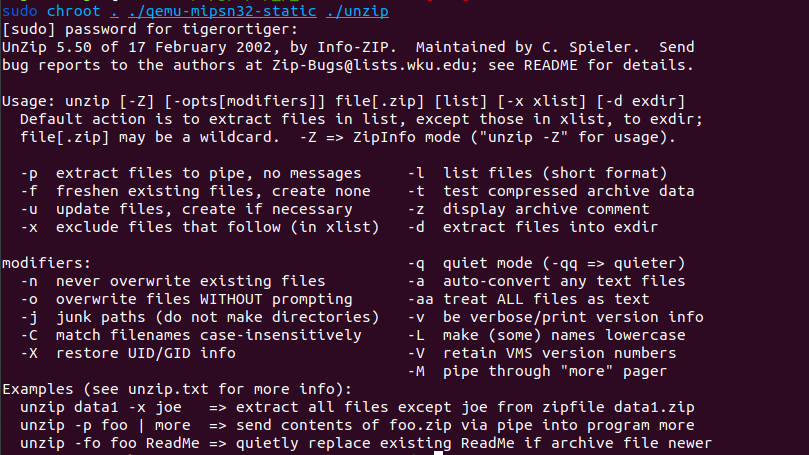 sudo chroot . ./qemu-mipsn32-static ./unzip
[sudo] password for tigerortiger:
UnZip 5.50 of 17 February 2002, by Info-ZIP.  Maintained by C. Spieler.  Send
bug reports to the authors at Zip-Bugs@lists.wku.edu; see README for details.

Usage: unzip [-Z] [-opts[modifiers]] file[.zip] [list] [-x xlist] [-d exdir]
  Default action is to extract files in list, except those in xlist, to exdir;
  file[.zip] may be a wildcard.  -Z => ZipInfo mode ("unzip -Z" for usage).

  -p  extract files to pipe, no messages     -l  list files (short format)
  -f  freshen existing files, create none    -t  test compressed archive data
  -u  update files, create if necessary      -z  display archive comment
  -x  exclude files that follow (in xlist)   -d  extract files into exdir

modifiers:                                   -q  quiet mode (-qq => quieter)
  -n  never overwrite existing files         -a  auto-convert any text files
  -o  overwrite files WITHOUT prompting      -aa treat ALL files as text
  -j  junk paths (do not make directories)   -v  be verbose/print version info
  -C  match filenames case-insensitively     -L  make (some) names lowercase
  -X  restore UID/GID info                   -V  retain VMS version numbers
                                             -M  pipe through "more" pager
Examples (see unzip.txt for more info):
  unzip data1 -x joe   => extract all files except joe from zipfile data1.zip
  unzip -p foo | more  => send contents of foo.zip via pipe into program more
  unzip -fo foo ReadMe => quietly replace existing ReadMe if archive file newer